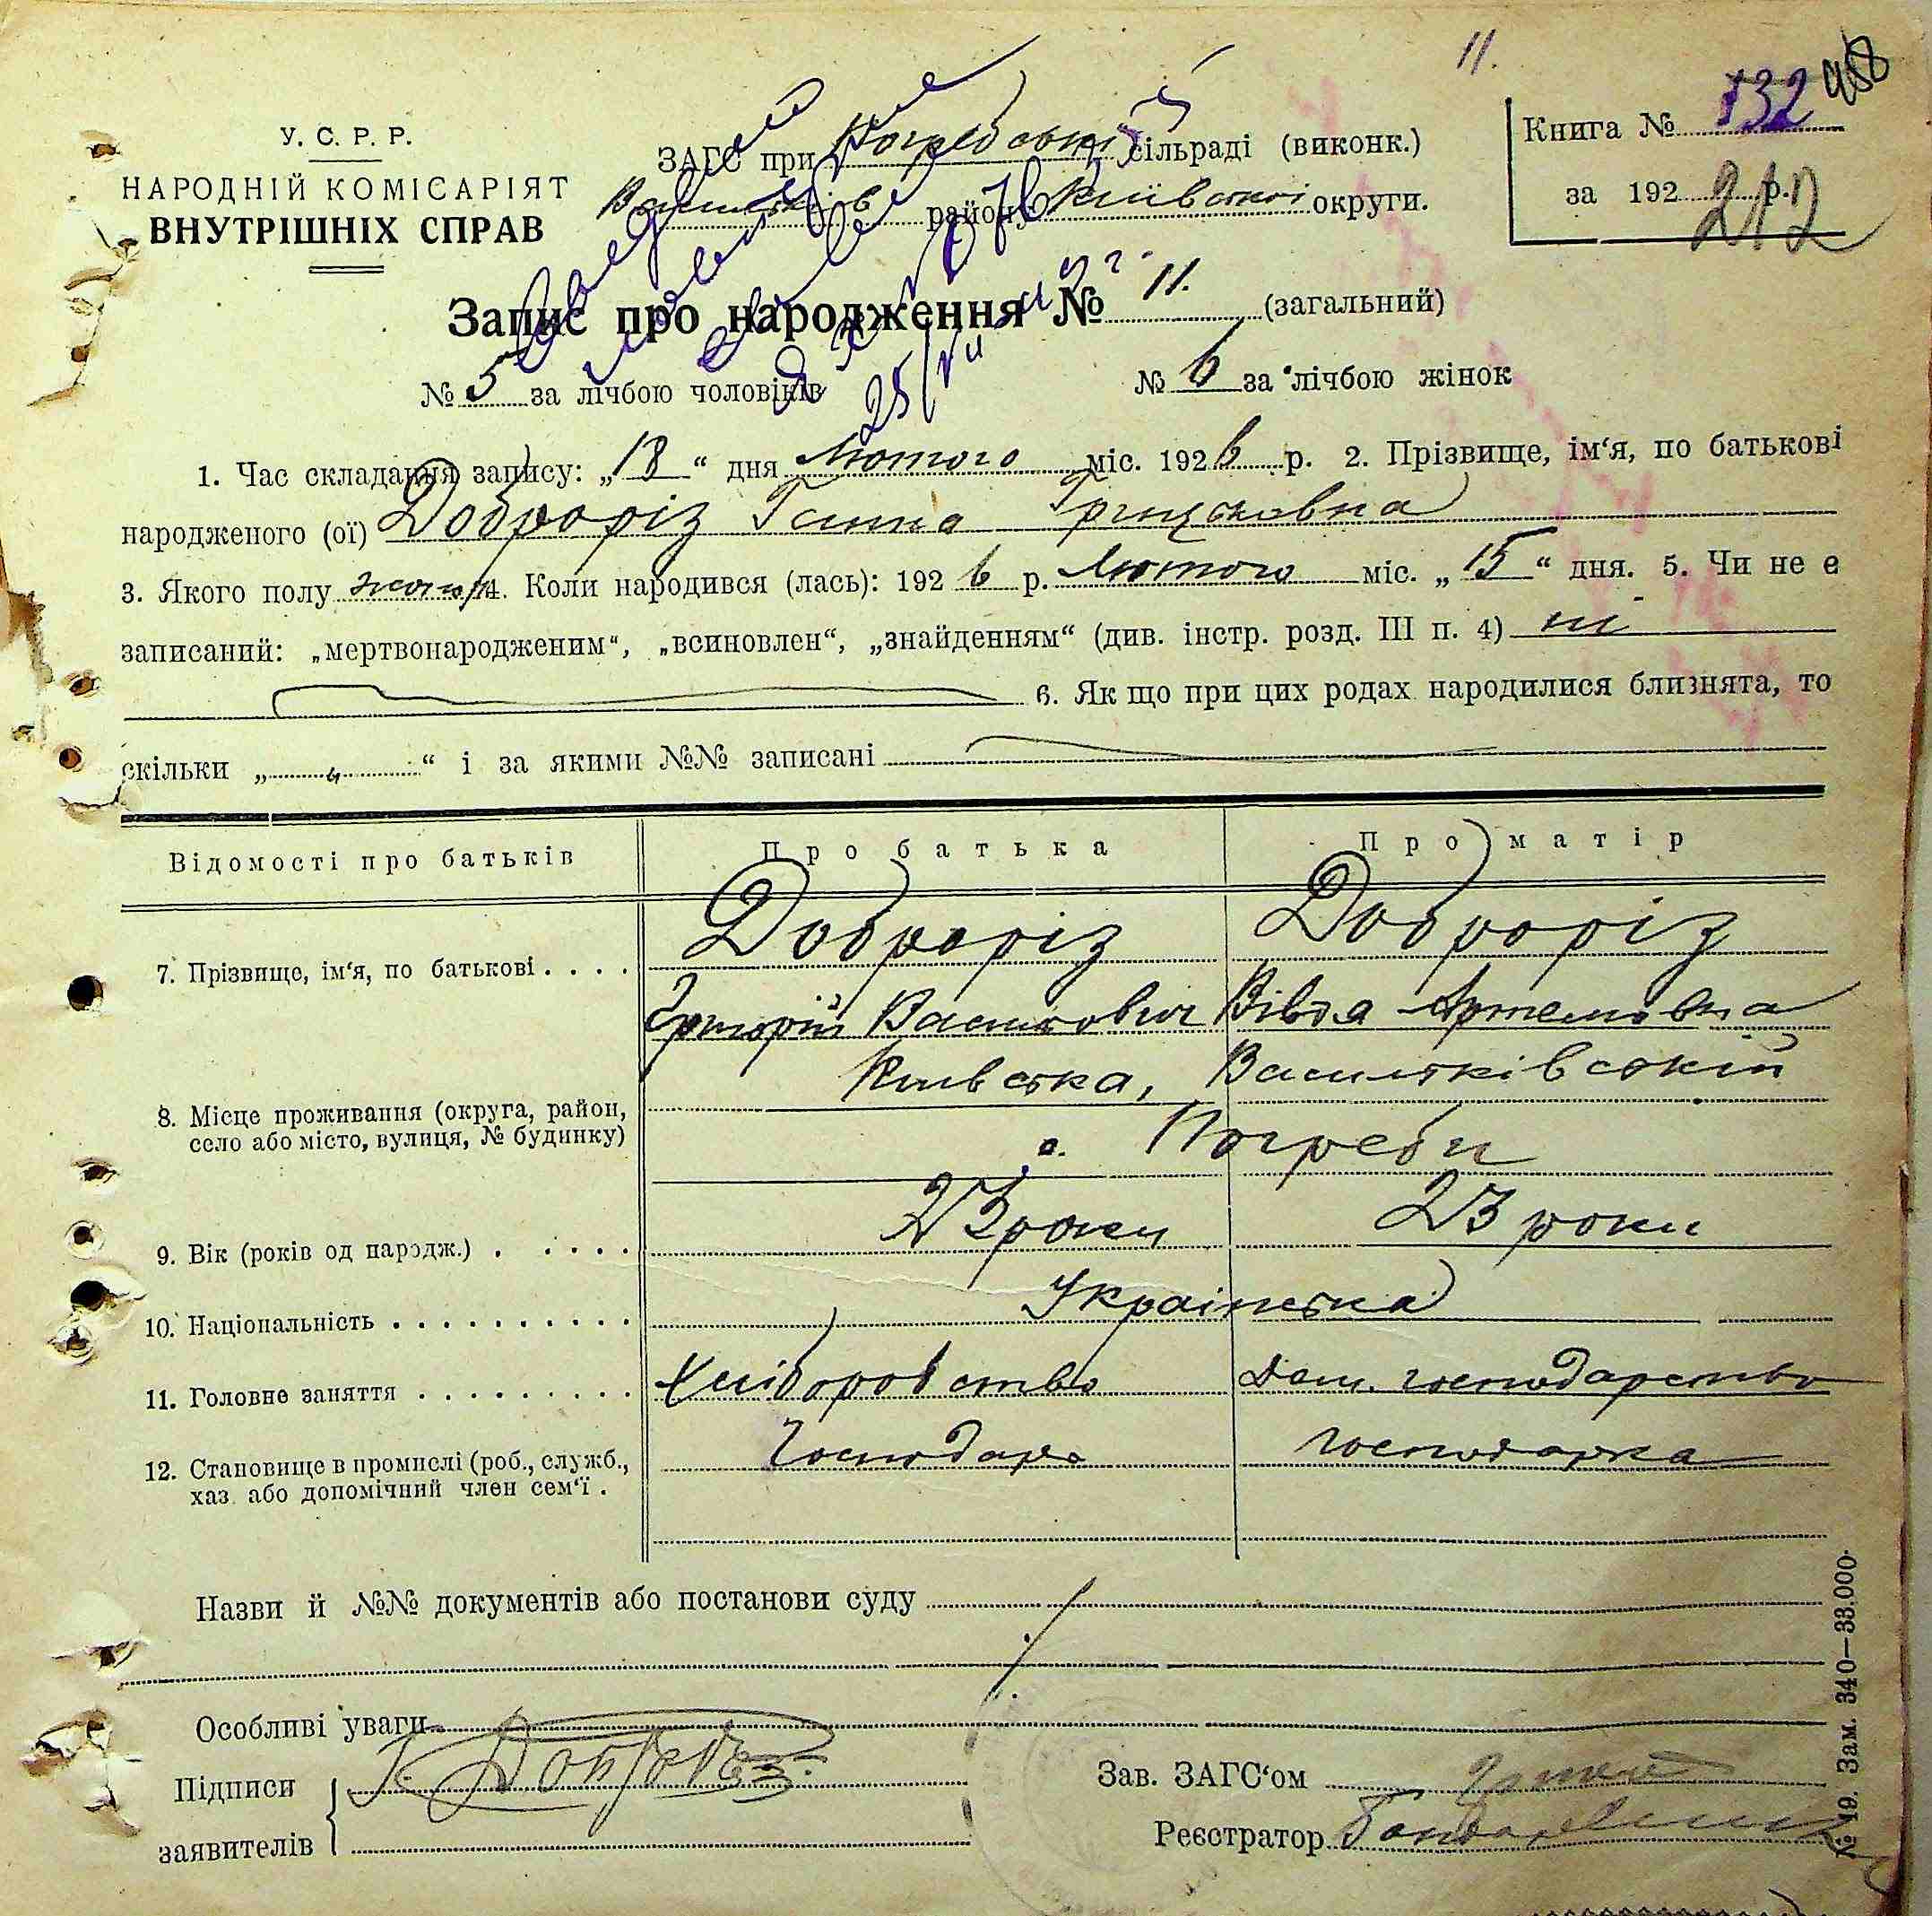 11.
У. С. Р. Р.
НАРОДНІЙ КОМІСАРІЯТ
ВНУТРІШНІХ СПРАВ
ЗАГС при Погребській сільраді (виконк.)
району Київської округи.
Книга № 132
за 192 р.
212
Запис про народження № 11. (загальний)
№ 5 за лічбою чоловіків
№ 6 за лічбою жінок
1. Час складання запису: „18“ дня Лютого міс. 1926 р. 2. Прізвище, ім‘я, по батькові
народженого (ої) Доброріз Ганна Грицьковна
3. Якого полу 4. Коли народився (лась): 1926 р. Лютого міс. „15“ дня. 5. Чи не є
записаний: „мертвонародженим“, „всиновлен“, „знайденням“ (див. інстр. розд. III п. 4) ні
6. Як що при цих родах народилися близнята, то
скільки „ “ і за якими №№ записані
Відомості про батьків Про батька Про матір
7. Прізвище, ім‘я, по батькові . . . . Доброріз Доброріз
Григорій Василькович Вівдя Артемовна
8. Місце проживання (округа, район, Київська, Васильківський
село або місто, вулиця, № будинку) с. Погреби
9. Вік (років од народж.) . . . . . 23 роки 23 роки
10. Національність . . . . . . . . . . Українська
11. Головне заняття . . . . . . . . . Хліборобство Дом. господарство
12. Становище в промислі (роб., служб., Господарь господарка
хаз. або допомічний член сем‘ї .
Назви й №№ документів або постанови суду
Особливі уваги
Підписи
заявителів
Зав. ЗАГС‘ом
Реєстратор
№ 19. Зам. 340—33.000.